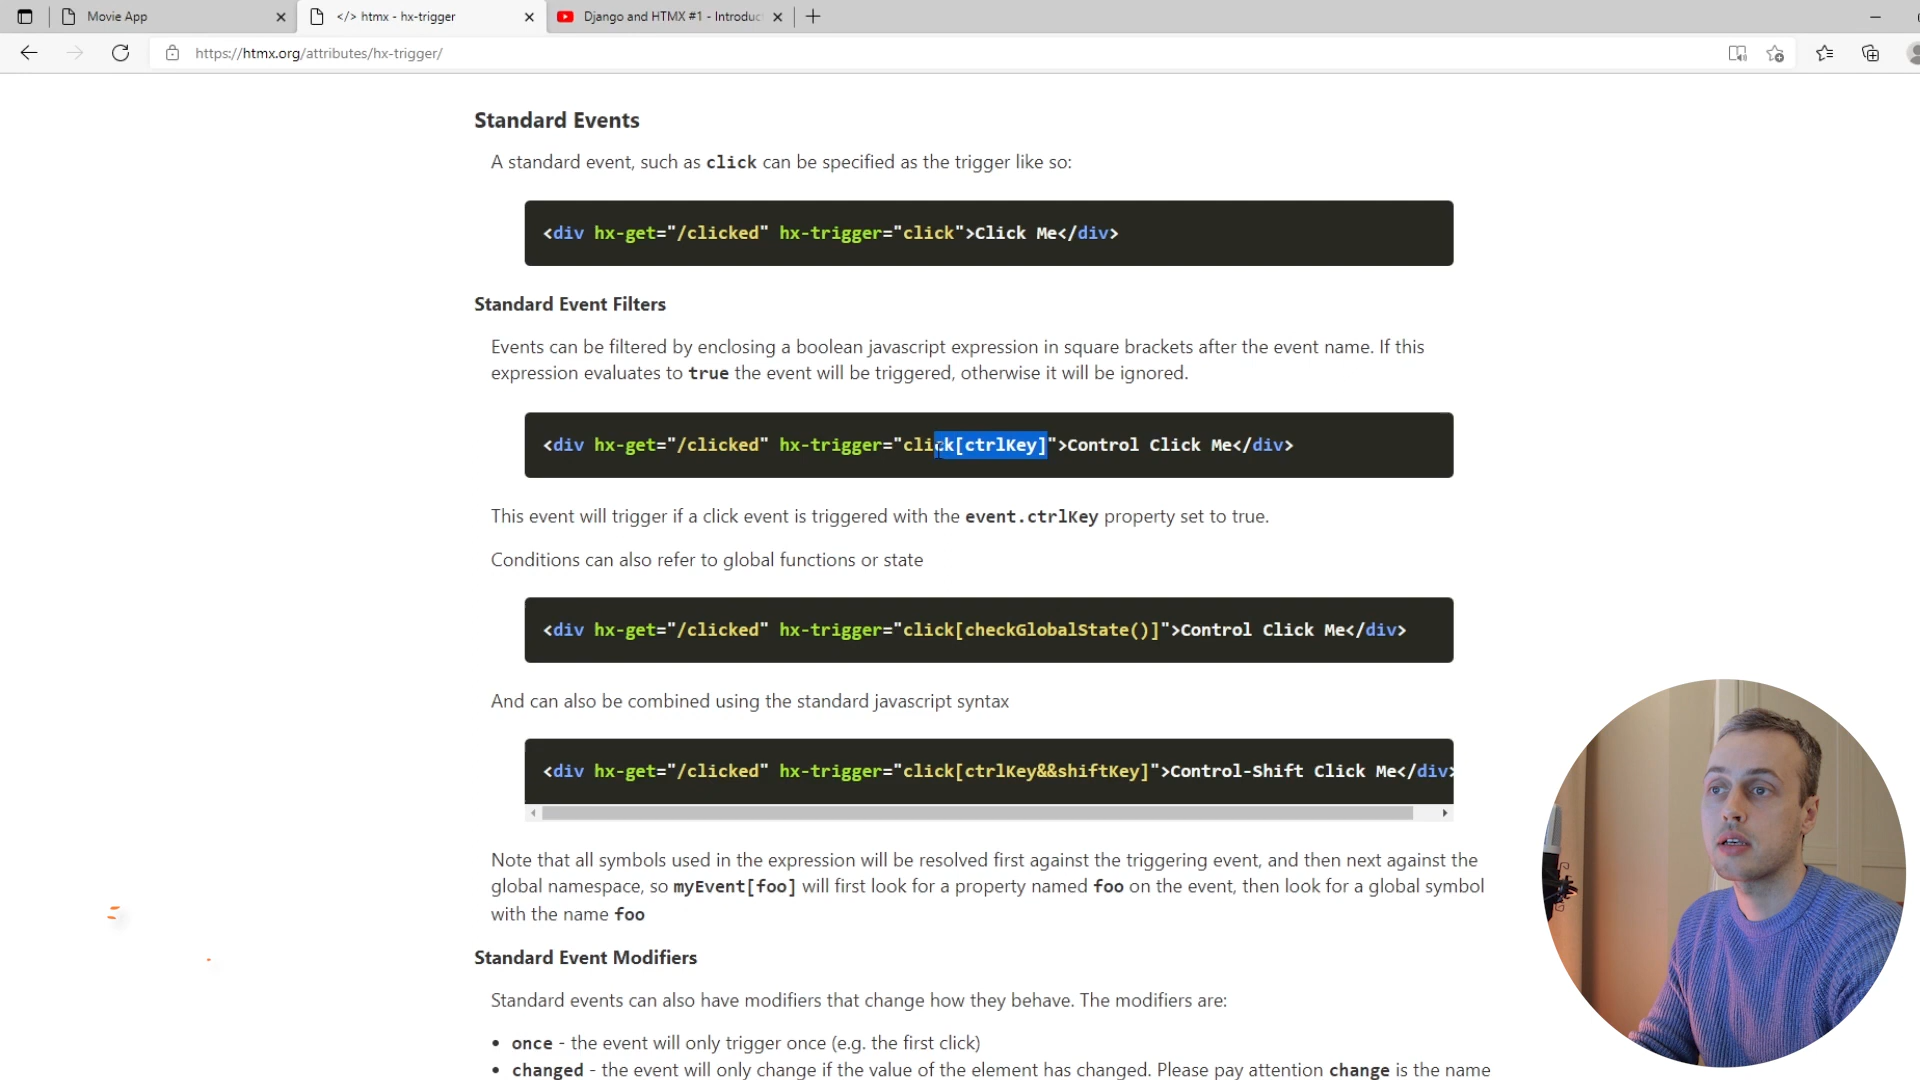 Movie App
</> htmx - hx-trigger
Django and HTMX #1 - Introduc
https://htmx.org/attributes/hx-trigger/
Standard Events
A standard event, such as click can be specified as the trigger like so:
<div hx-get="/clicked" hx-trigger="click">Click Me</div>
Standard Event Filters
Events can be filtered by enclosing a boolean javascript expression in square brackets after the event name. If this
expression evaluates to true the event will be triggered, otherwise it will be ignored.
<div hx-get="/clicked" hx-trigger="click[ctrlKey]">Control Click Me</div>
This event will trigger if a click event is triggered with the event.ctrlKey property set to true.
Conditions can also refer to global functions or state
<div hx-get="/clicked" hx-trigger="click[checkGlobalState()]">Control Click Me</div>
And can also be combined using the standard javascript syntax
<div hx-get="/clicked" hx-trigger="click[ctrlKey&&shiftKey]">Control-Shift Click Me</div>
Note that all symbols used in the expression will be resolved first against the triggering event, and then next against the
global namespace, so myEvent[foo] will first look for a property named foo on the event, then look for a global symbol
with the name foo
Standard Event Modifiers
Standard events can also have modifiers that change how they behave. The modifiers are:
• once - the event will only trigger once (e.g. the first click)
• changed - the event will only change if the value of the element has changed. Please pay attention change is the name